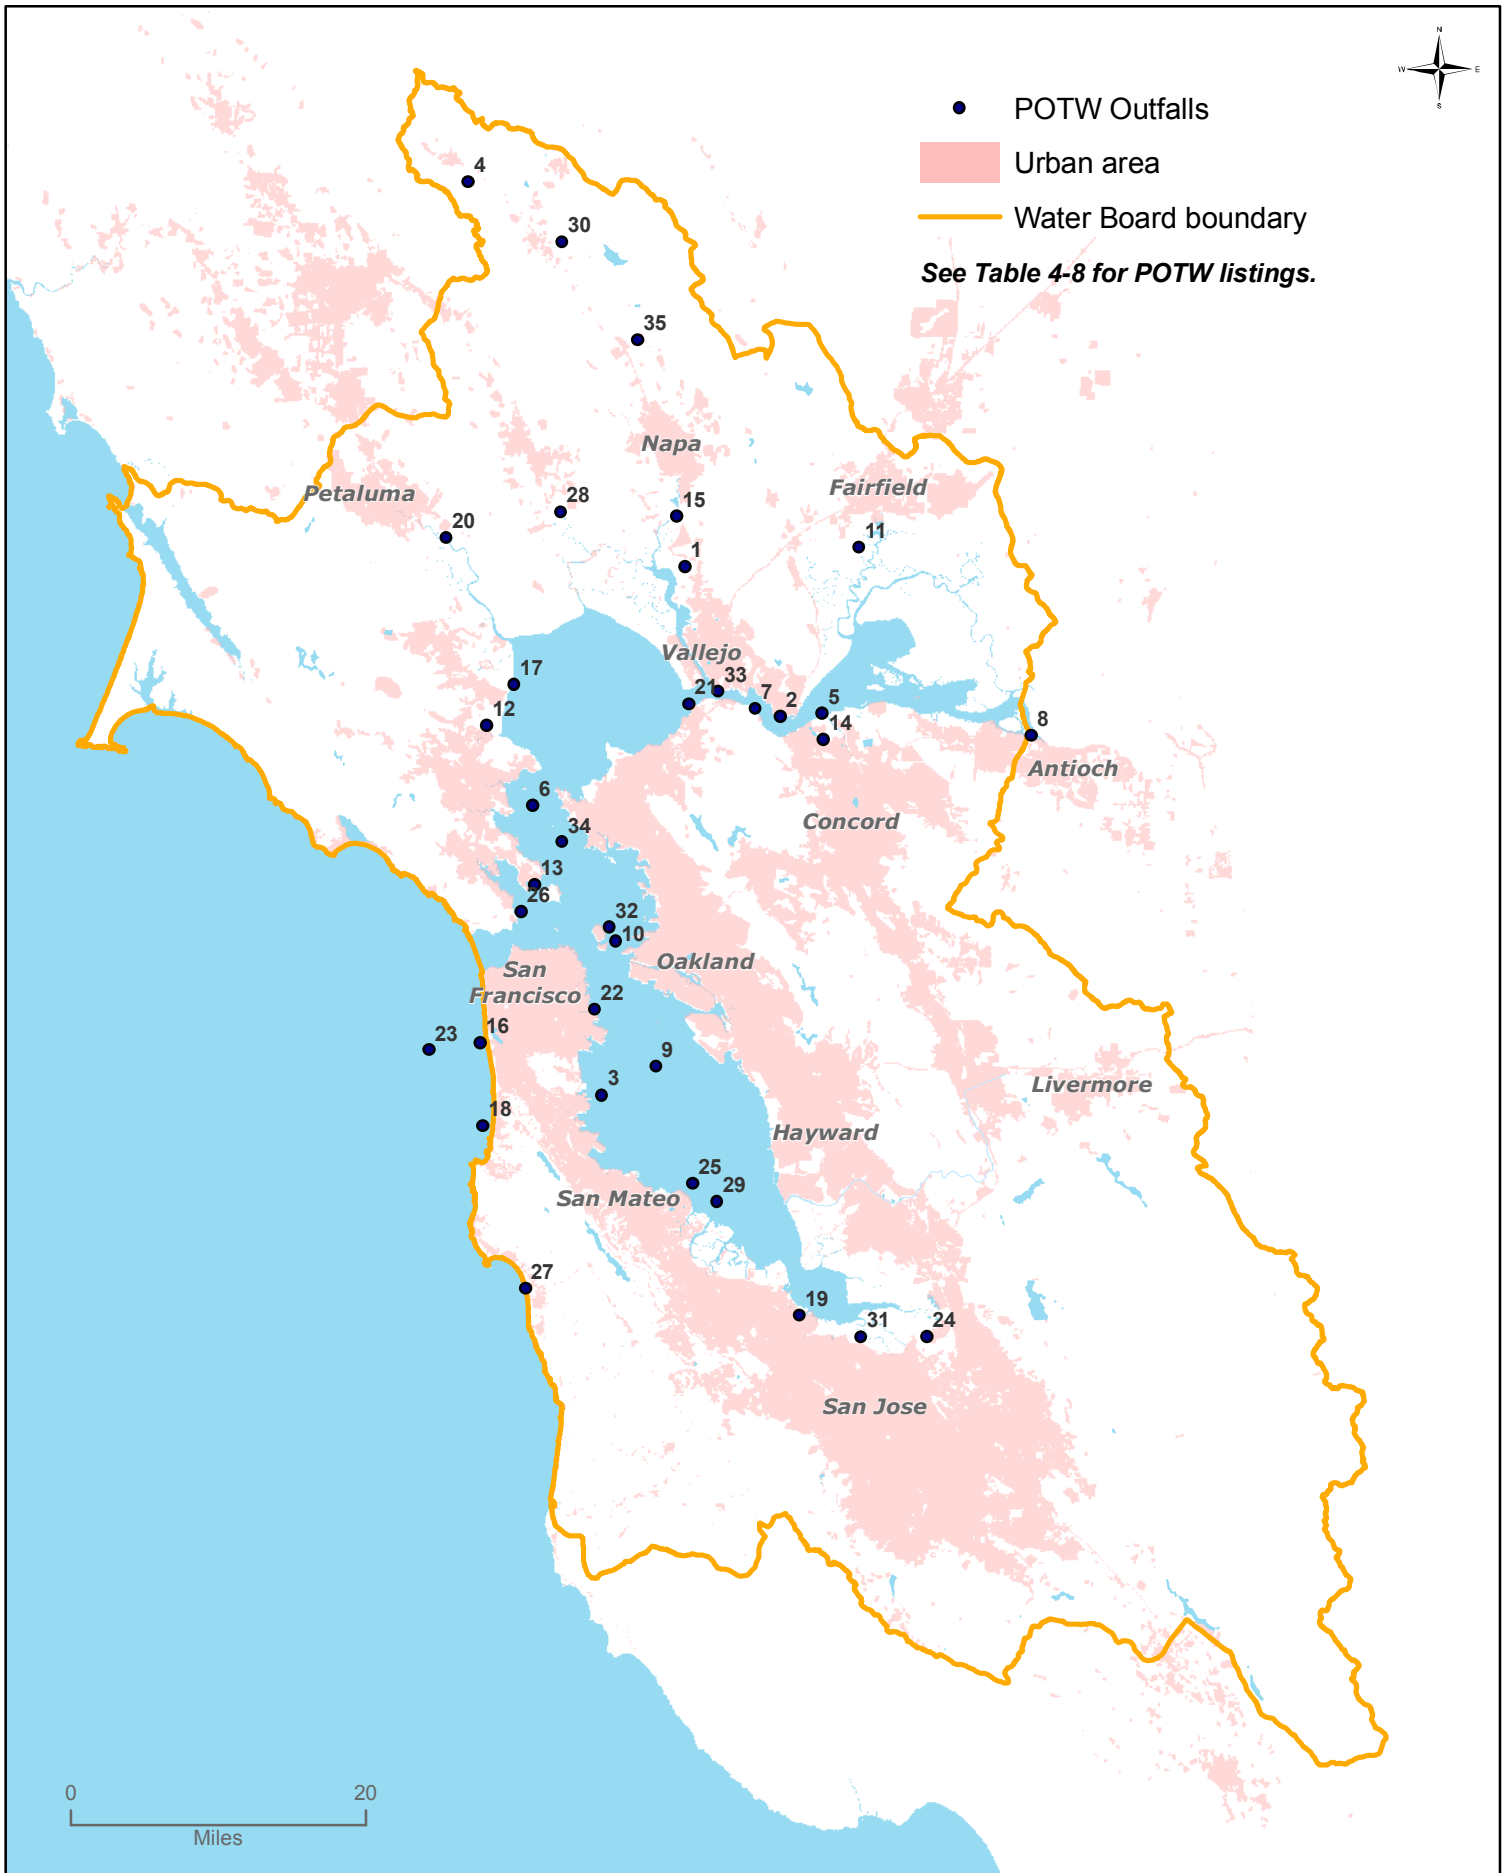 N
W E
S
POTW Outfalls
Urban area
Water Board boundary
See Table 4-8 for POTW listings.
4
30
35
Napa
Petaluma
Fairfield
28
15
20
11
1
Vallejo
17
33
21
7
2
5
12
14
8
Antioch
6
Concord
34
13
26
32
10
Oakland
San
Francisco
22
16
23
9
3
Livermore
18
Hayward
25
29
San Mateo
27
19
31
24
San Jose
0 20
Miles